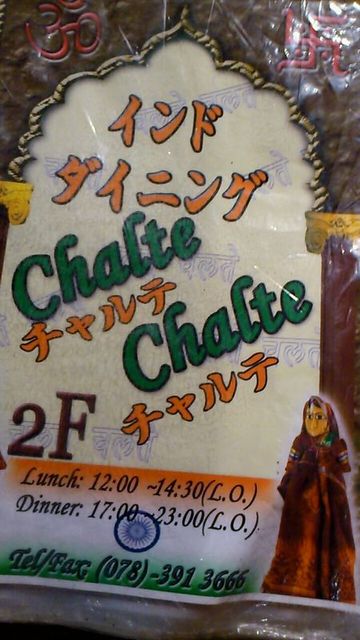 ॐ 卐
インド
ダイニング
Chalte
チャルテ
Chalte
チャルテ
2F
Lunch: 12:00 ~14:30(L.O.)
Dinner: 17:00 ~23:00(L.O.)
Tel/Fax: (078) -391 3666